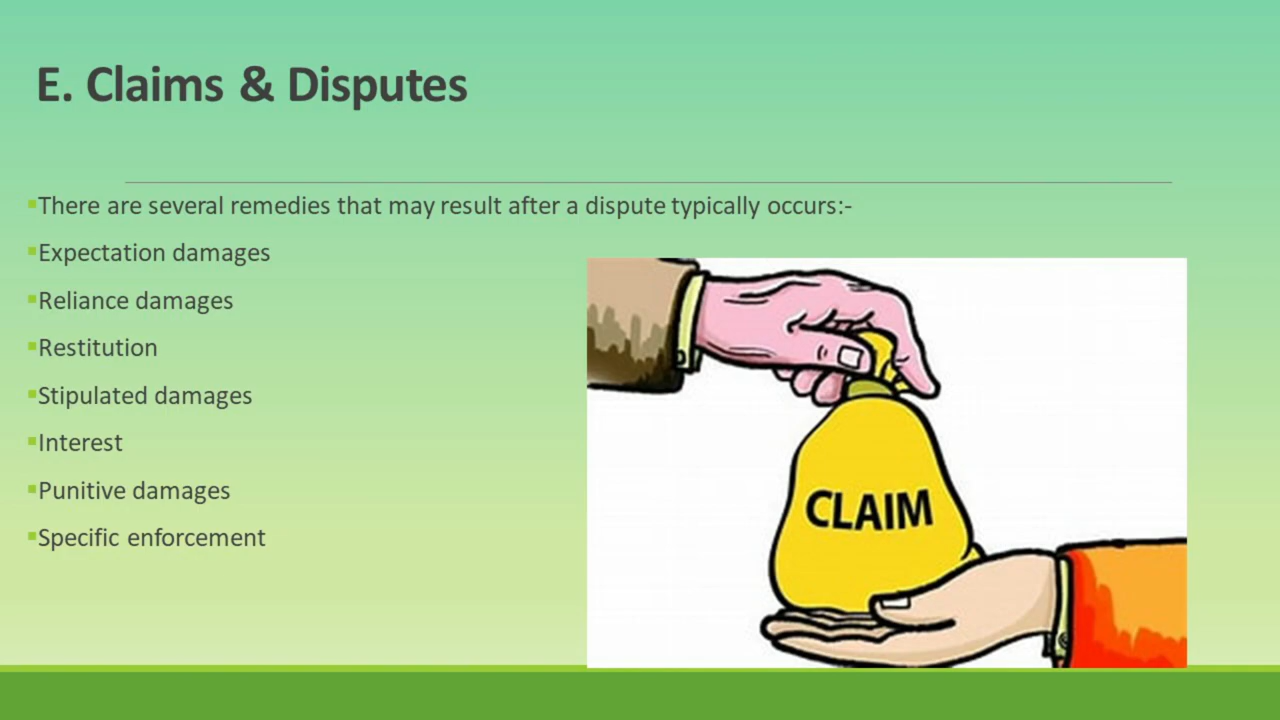 E. Claims & Disputes
▪There are several remedies that may result after a dispute typically occurs:-
▪Expectation damages
▪Reliance damages
▪Restitution
▪Stipulated damages
▪Interest
▪Punitive damages
▪Specific enforcement
CLAIM